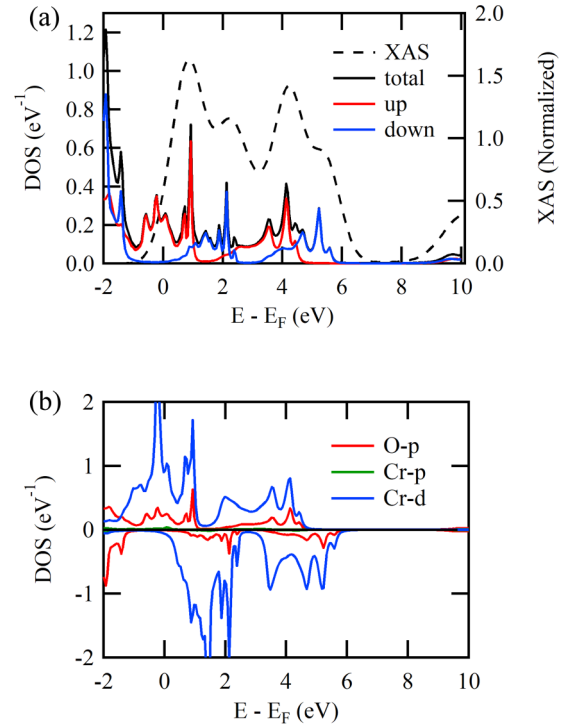 (a)
2.0
1.2
XAS
total
up
down
1.0
1.5
0.8
0.6
1.0
0.4
0.5
0.2
0.0
0.0
DOS (eV⁻¹)
XAS (Normalized)
-2 0 2 4 6 8 10
E - E_F (eV)
(b)
2
O-p
Cr-p
Cr-d
1
0
-1
-2
DOS (eV⁻¹)
-2 0 2 4 6 8 10
E - E_F (eV)